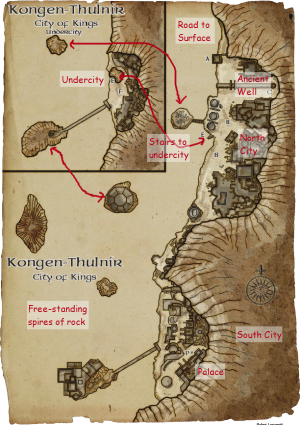 Kongen-Thulnir
City of Kings
Undercity
Undercity
Road to
Surface
A
Ancient
Well
C
Stairs to
undercity
E
B
B
North
City
Kongen-Thulnir
City of Kings
Free-standing
spires of rock
South City
Palace